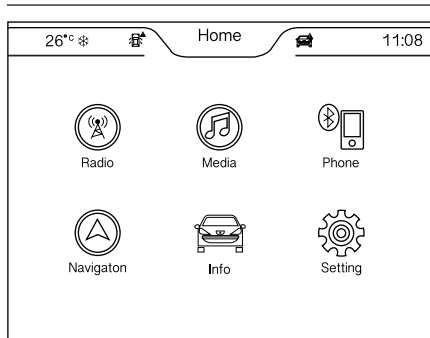 26°c
Home
11:08
Radio
Media
Phone
Navigaton
Info
Setting